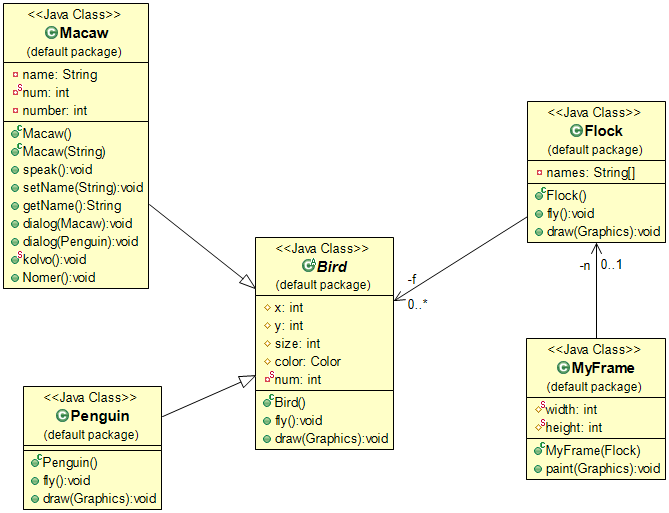 <<Java Class>>
Macaw
(default package)
name: String
num: int
number: int
Macaw()
Macaw(String)
speak():void
setName(String):void
getName():String
dialog(Macaw):void
dialog(Penguin):void
kolvo():void
Nomer():void
<<Java Class>>
Flock
(default package)
names: String[]
Flock()
fly():void
draw(Graphics):void
<<Java Class>>
Bird
(default package)
x: int
y: int
size: int
color: Color
num: int
Bird()
fly():void
draw(Graphics):void
-f
0..*
-n
0..1
<<Java Class>>
MyFrame
(default package)
width: int
height: int
MyFrame(Flock)
paint(Graphics):void
<<Java Class>>
Penguin
(default package)
Penguin()
fly():void
draw(Graphics):void